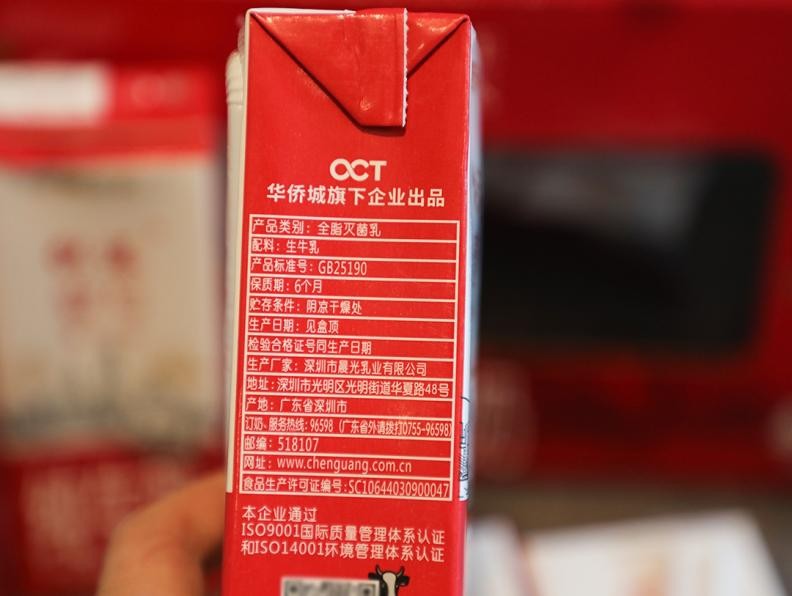 OCT
华侨城旗下企业出品
产品类别：全脂灭菌乳
配料：生牛乳
产品标准号：GB25190
保质期：6个月
贮存条件：阴凉干燥处
生产日期：见盒顶
检验合格证号同生产日期
生产厂家：深圳市晨光乳业有限公司
地址：深圳市光明区光明街道华夏路48号
产地：广东省深圳市
订奶、服务热线：96598（广东省外请拨打0755-96598）
邮编：518107
网址：www.chenguang.com.cn
食品生产许可证编号：SC10644030900047
本企业通过
ISO9001国际质量管理体系认证
和ISO14001环境管理体系认证